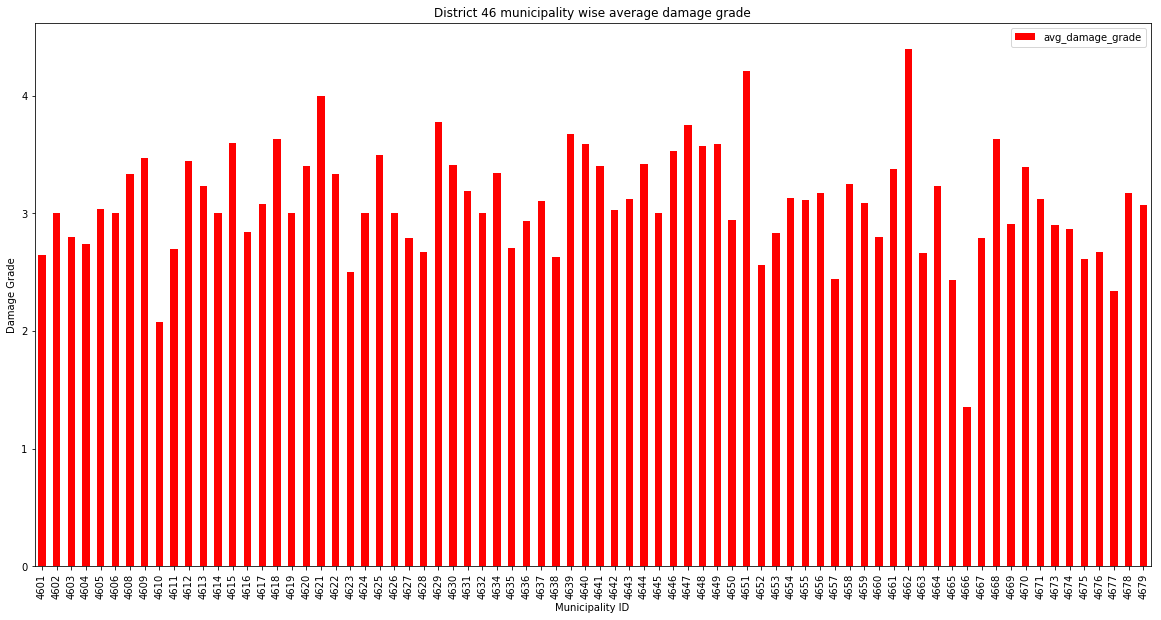 District 46 municipality wise average damage grade
avg_damage_grade
Damage Grade
4
3
2
1
0
4601 4602 4603 4604 4605 4606 4608 4609 4610 4611 4612 4613 4614 4615 4616 4617 4618 4619 4620 4621 4622 4623 4624 4625 4626 4627 4628 4629 4630 4631 4632 4634 4635 4636 4637 4638 4639 4640 4641 4642 4643 4644 4645 4646 4647 4648 4649 4650 4651 4652 4653 4654 4655 4656 4657 4658 4659 4660 4661 4662 4663 4664 4665 4666 4667 4668 4669 4670 4671 4673 4674 4675 4676 4677 4678 4679
Municipality ID